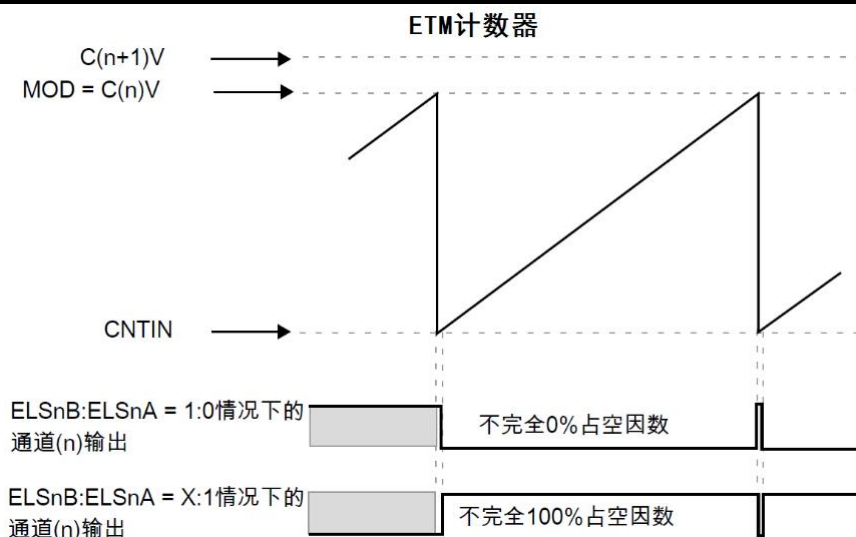 ETM计数器
C(n+1)V
MOD = C(n)V
CNTIN
ELSnB:ELSnA = 1:0情况下的
通道(n)输出
不完全0%占空因数
ELSnB:ELSnA = X:1情况下的
通道(n)输出
不完全100%占空因数